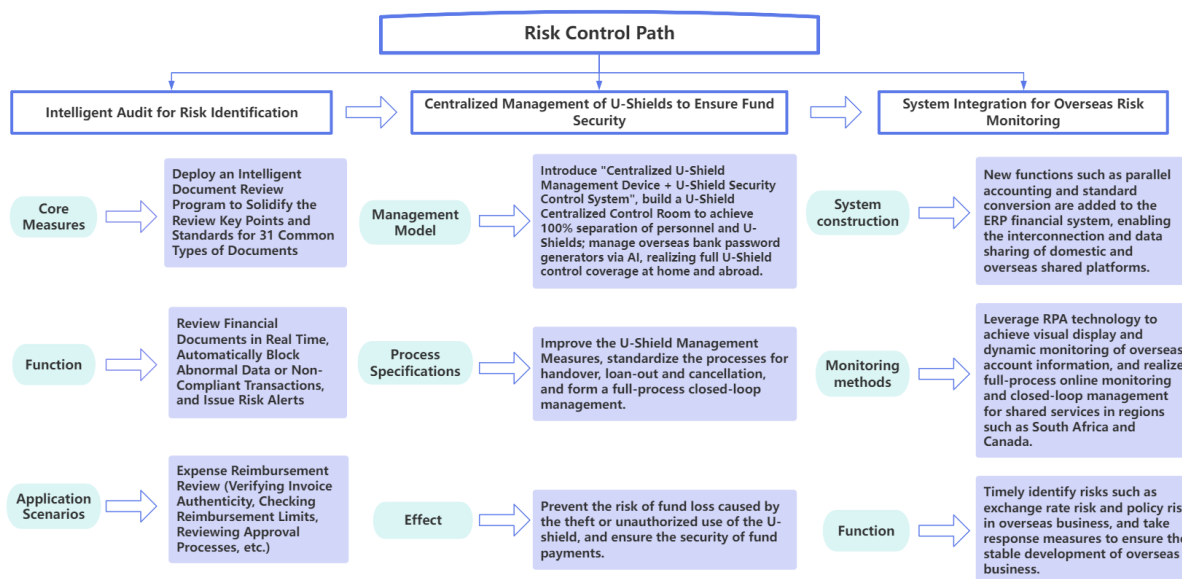 Risk Control Path
Intelligent Audit for Risk Identification
Centralized Management of U-Shields to Ensure Fund
Security
System Integration for Overseas Risk
Monitoring
Core
Measures
Deploy an Intelligent
Document Review
Program to Solidify the
Review Key Points and
Standards for 31 Common
Types of Documents
Function
Review Financial
Documents in Real Time,
Automatically Block
Abnormal Data or Non-
Compliant Transactions,
and Issue Risk Alerts
Application
Scenarios
Expense Reimbursement
Review (Verifying Invoice
Authenticity, Checking
Reimbursement Limits,
Reviewing Approval
Processes, etc.)
Management
Model
Introduce "Centralized U-Shield
Management Device + U-Shield Security
Control System", build a U-Shield
Centralized Control Room to achieve
100% separation of personnel and U-
Shields; manage overseas bank password
generators via AI, realizing full U-Shield
control coverage at home and abroad.
Process
Specifications
Improve the U-Shield Management
Measures, standardize the processes for
handover, loan-out and cancellation,
and form a full-process closed-loop
management.
Effect
Prevent the risk of fund loss caused by
the theft or unauthorized use of the U-
shield, and ensure the security of fund
payments.
System
construction
New functions such as parallel
accounting and standard
conversion are added to the
ERP financial system, enabling
the interconnection and data
sharing of domestic and
overseas shared platforms.
Monitoring
methods
Leverage RPA technology to
achieve visual display and
dynamic monitoring of overseas
account information, and realize
full-process online monitoring
and closed-loop management
for shared services in regions
such as South Africa and
Canada.
Function
Timely identify risks such as
exchange rate risk and policy ris
in overseas business, and take
response measures to ensure the
stable development of overseas
business.